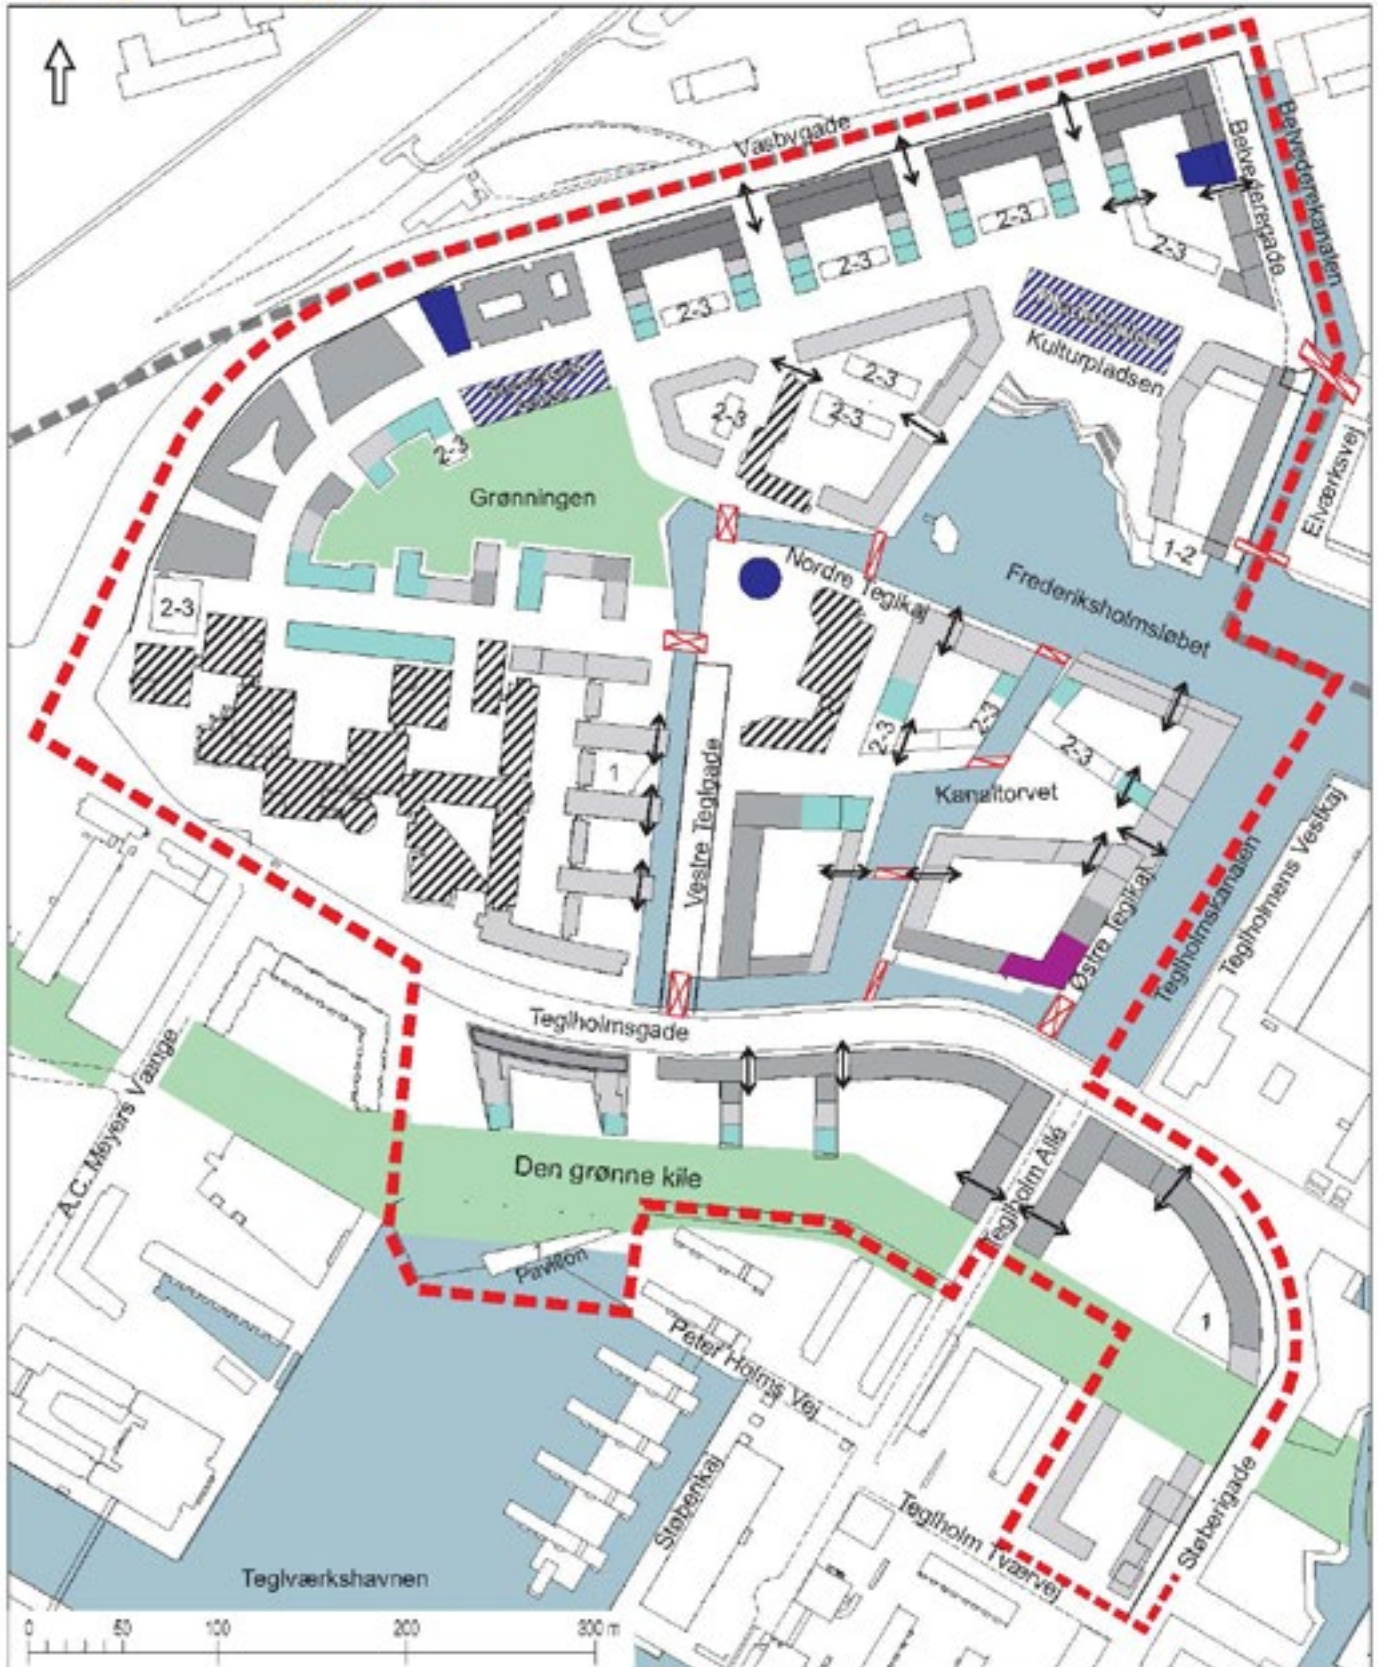 Vasbygade
Belvederekanalen
Belvederegade
2-3
2-3
2-3
2-3
Kulturpladsen
2-3
2-3
2-3
2-3
Grønningen
Elværksvej
1-2
Nordre Teglkaj
Frederiksholmsløbet
2-3
2-3
2-3
2-3
1
Kanaltorvet
Vestre Teglgade
Østre Teglkaj
Teglholmskanalen
Teglholmens Vestkaj
Teglholmsgade
A.C. Meyers Vænge
Den grønne kile
Teglholm Allé
Pavillon
1
Peter Holms Vej
Støbenkaj
Teglholm Tværvej
Støberigade
Teglværkshavnen
0 50 100 200 300 m